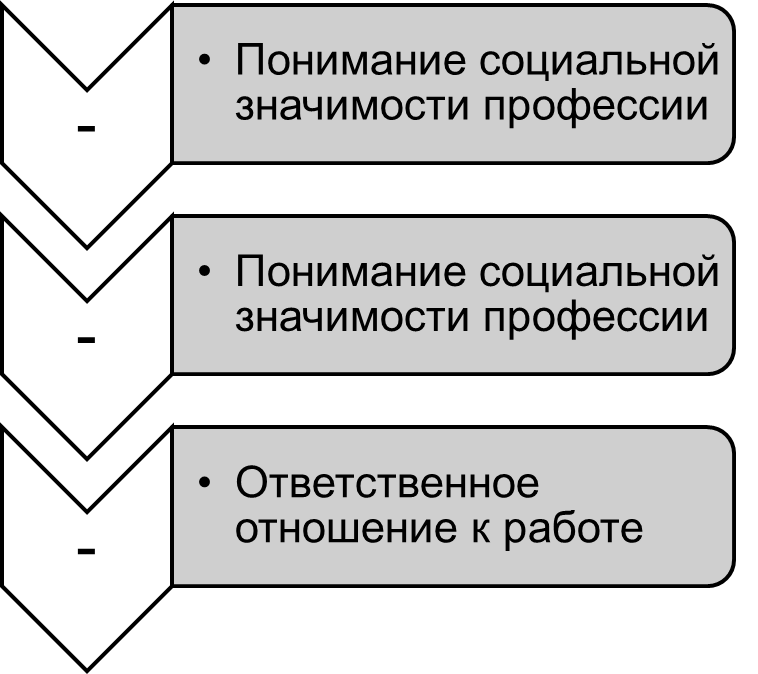 -
• Понимание социальной
значимости профессии
-
• Понимание социальной
значимости профессии
-
• Ответственное
отношение к работе